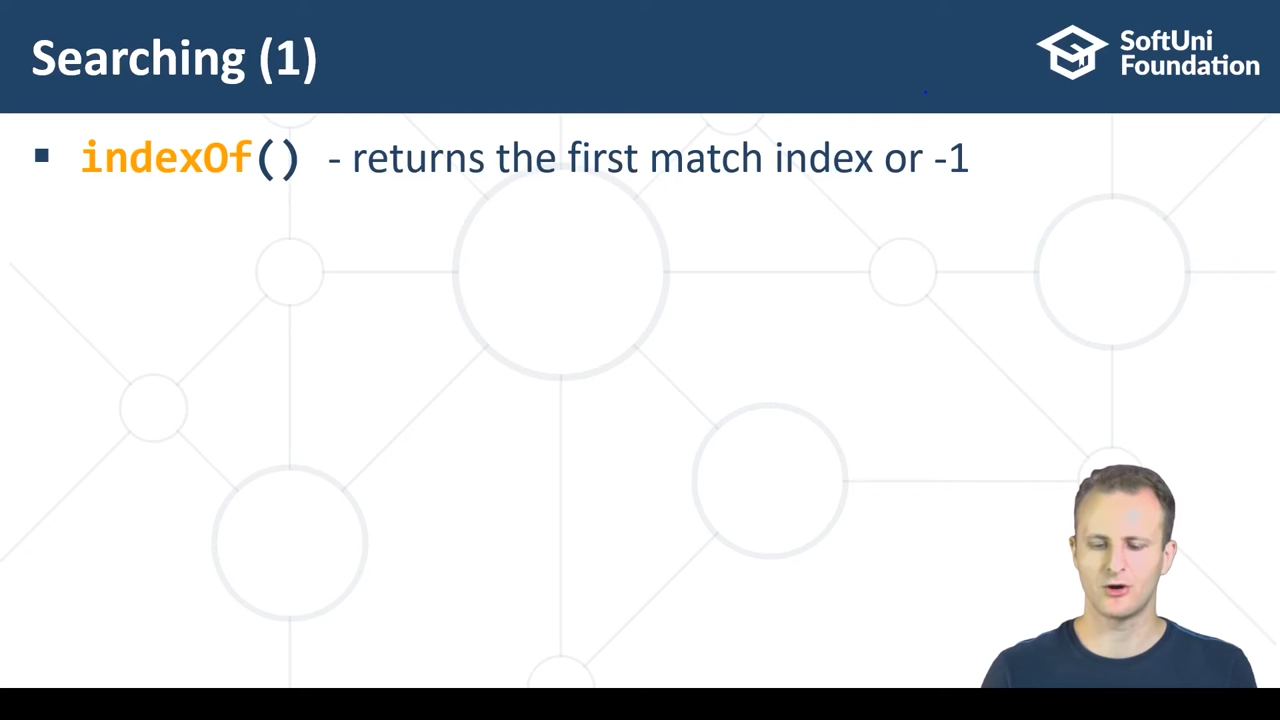 Searching (1)
SoftUni
Foundation
▪ indexOf() - returns the first match index or -1